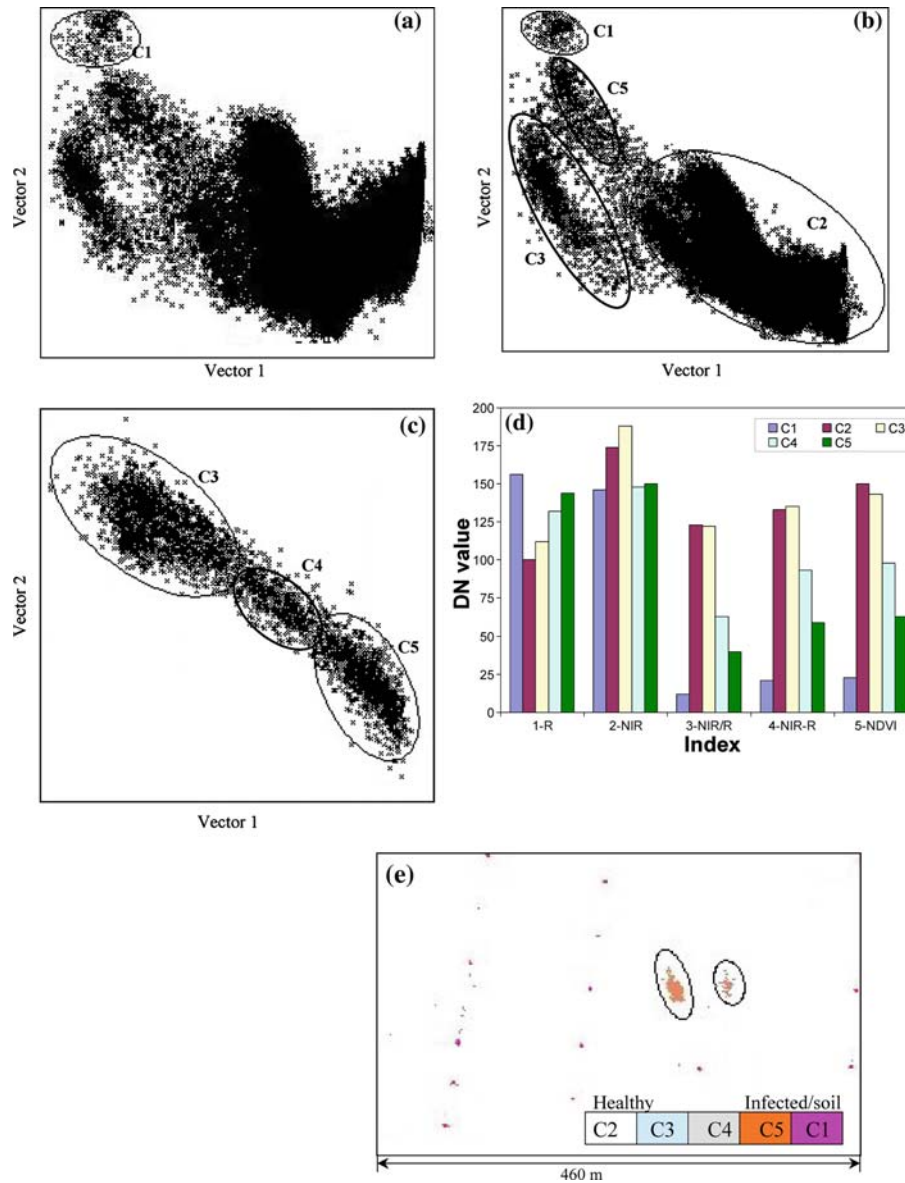 (a)
C1
Vector 2
Vector 1
(b)
C1
C5
C3
C2
Vector 2
Vector 1
(c)
C3
C4
C5
Vector 2
Vector 1
(d)
C1 C2 C3
C4 C5
DN value
200
175
150
125
100
75
50
25
0
1-R 2-NIR 3-NIR/R 4-NIR-R 5-NDVI
Index
(e)
Healthy Infected/soil
C2 C3 C4 C5 C1
460 m